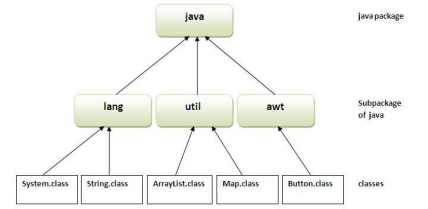 java
java package
lang
util
awt
Subpackage
of java
System.class
String.class
ArrayList.class
Map.class
Button.class
classes